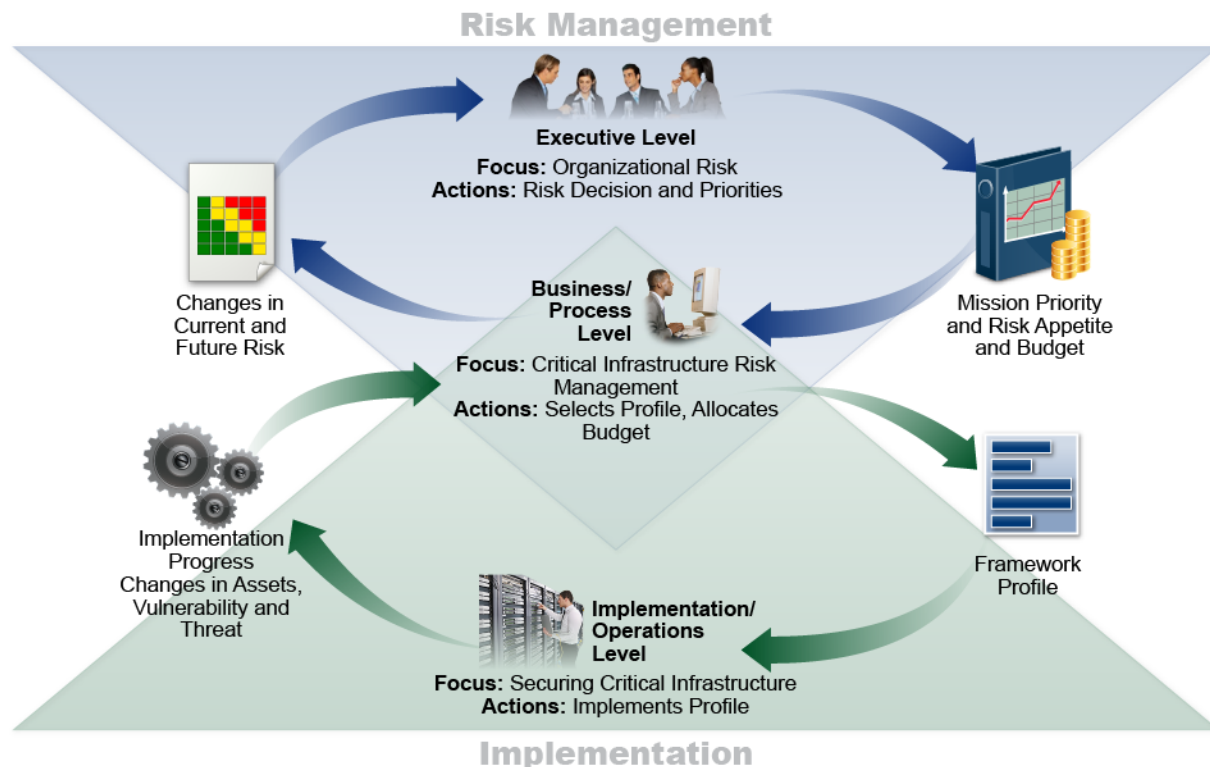 Risk Management
Executive Level
Focus: Organizational Risk
Actions: Risk Decision and Priorities
Changes in
Current and
Future Risk
Business/
Process
Level
Mission Priority
and Risk Appetite
and Budget
Focus: Critical Infrastructure Risk
Management
Actions: Selects Profile, Allocates
Budget
Implementation
Progress
Changes in Assets,
Vulnerability and
Threat
Framework
Profile
Implementation/
Operations
Level
Focus: Securing Critical Infrastructure
Actions: Implements Profile
Implementation